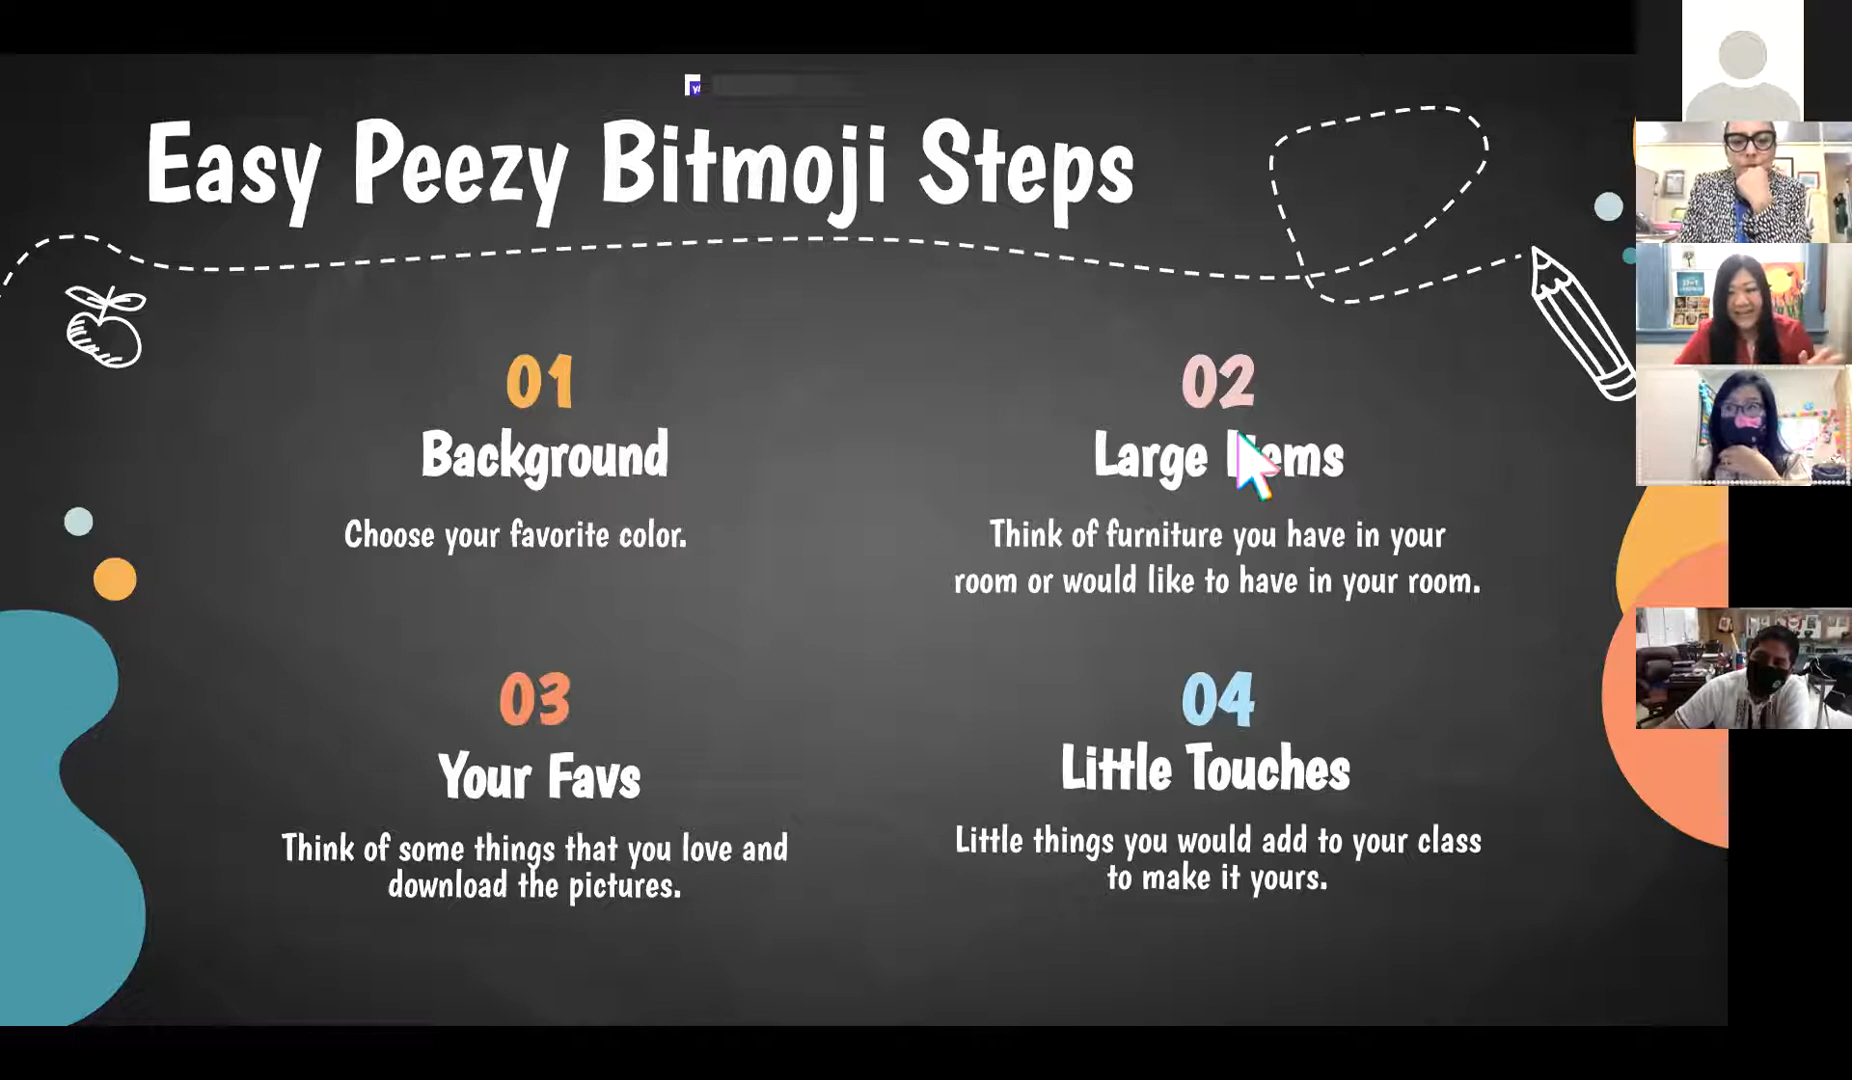 Easy Peezy Bitmoji Steps
01
Background
Choose your favorite color.
02
Large Items
Think of furniture you have in your
room or would like to have in your room.
03
Your Favs
Think of some things that you love and
download the pictures.
04
Little Touches
Little things you would add to your class
to make it yours.